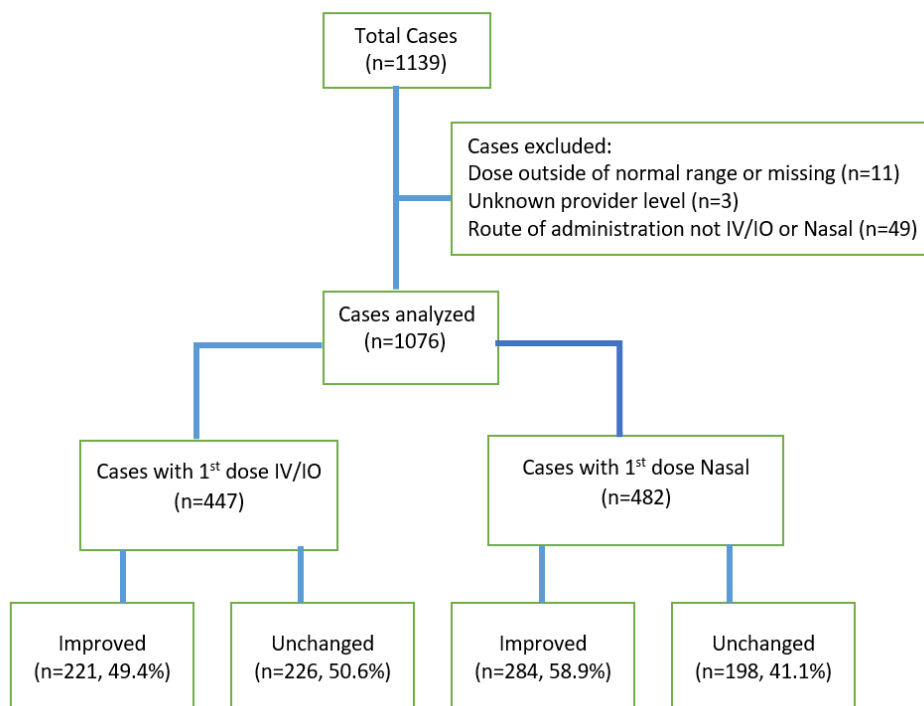 Total Cases
(n=1139)
Cases excluded:
Dose outside of normal range or missing (n=11)
Unknown provider level (n=3)
Route of administration not IV/IO or Nasal (n=49)
Cases analyzed
(n=1076)
Cases with 1st dose IV/IO
(n=447)
Cases with 1st dose Nasal
(n=482)
Improved
(n=221, 49.4%)
Unchanged
(n=226, 50.6%)
Improved
(n=284, 58.9%)
Unchanged
(n=198, 41.1%)